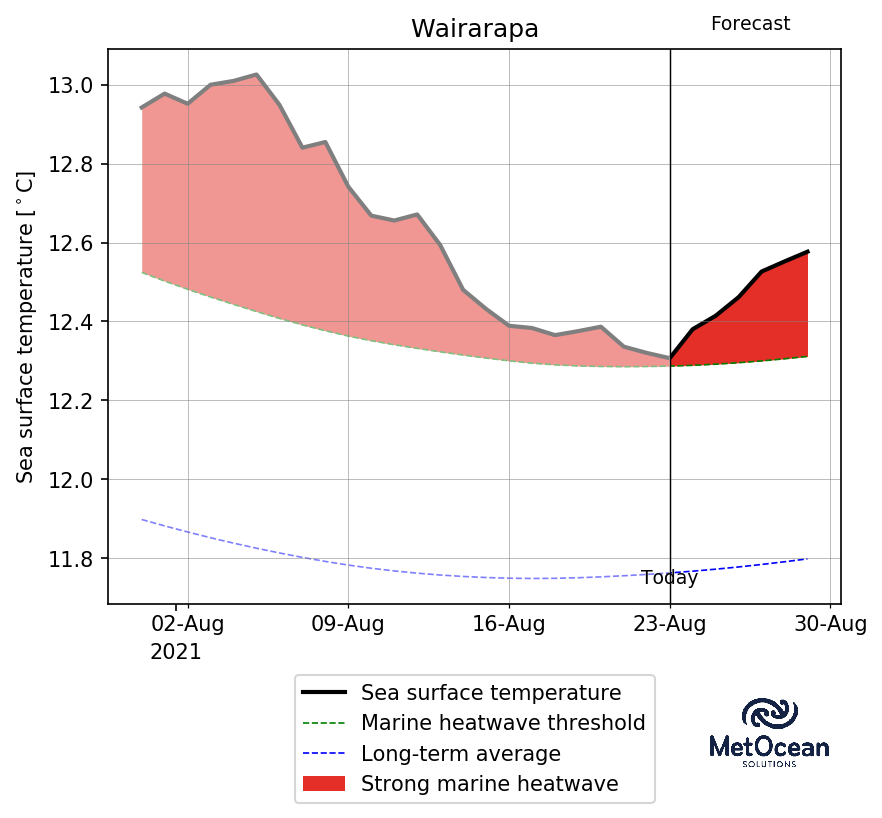 Wairarapa
Forecast
Sea surface temperature [°C]
13.0
12.8
12.6
12.4
12.2
12.0
11.8
Today
02-Aug 09-Aug 16-Aug 23-Aug 30-Aug
2021
Sea surface temperature
Marine heatwave threshold
Long-term average
Strong marine heatwave
MetOcean
SOLUTIONS